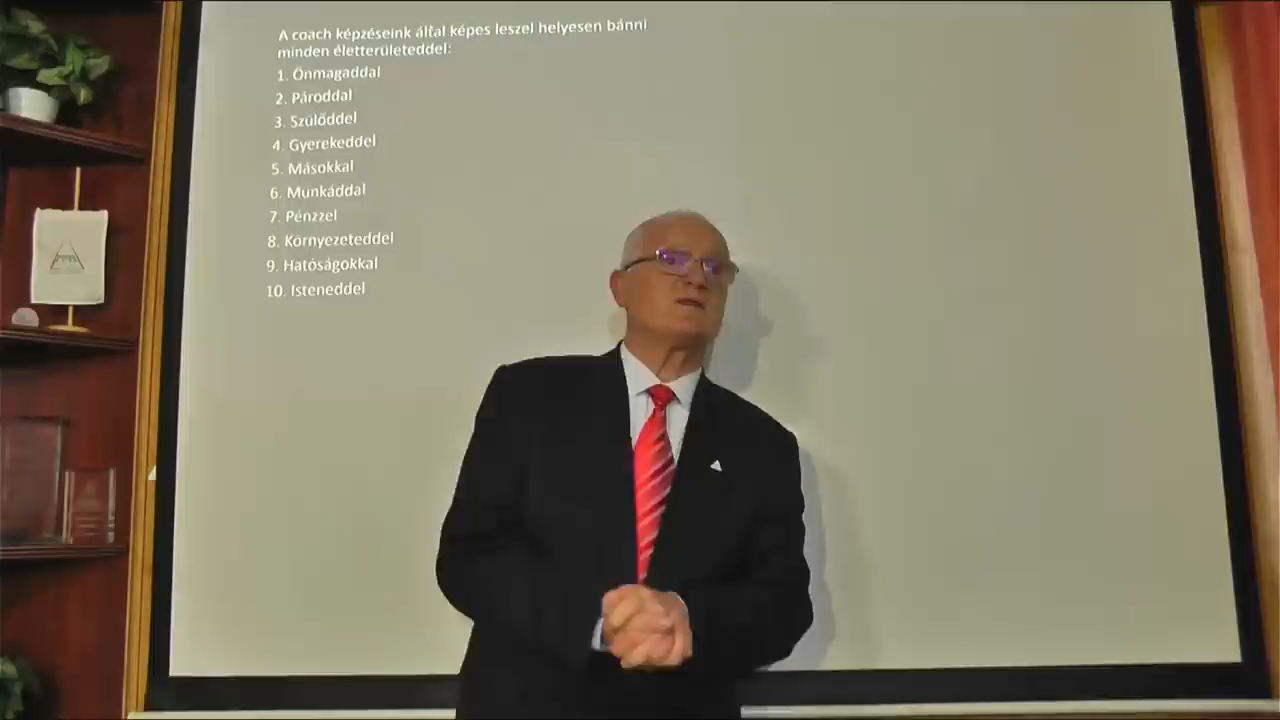 A coach képzéseink által képes leszel helyesen bánni
minden életterületeddel:
1. Önmagaddal
2. Pároddal
3. Szülőddel
4. Gyerekeddel
5. Másokkal
6. Munkáddal
7. Pénzzel
8. Környezeteddel
9. Hatóságokkal
10. Isteneddel